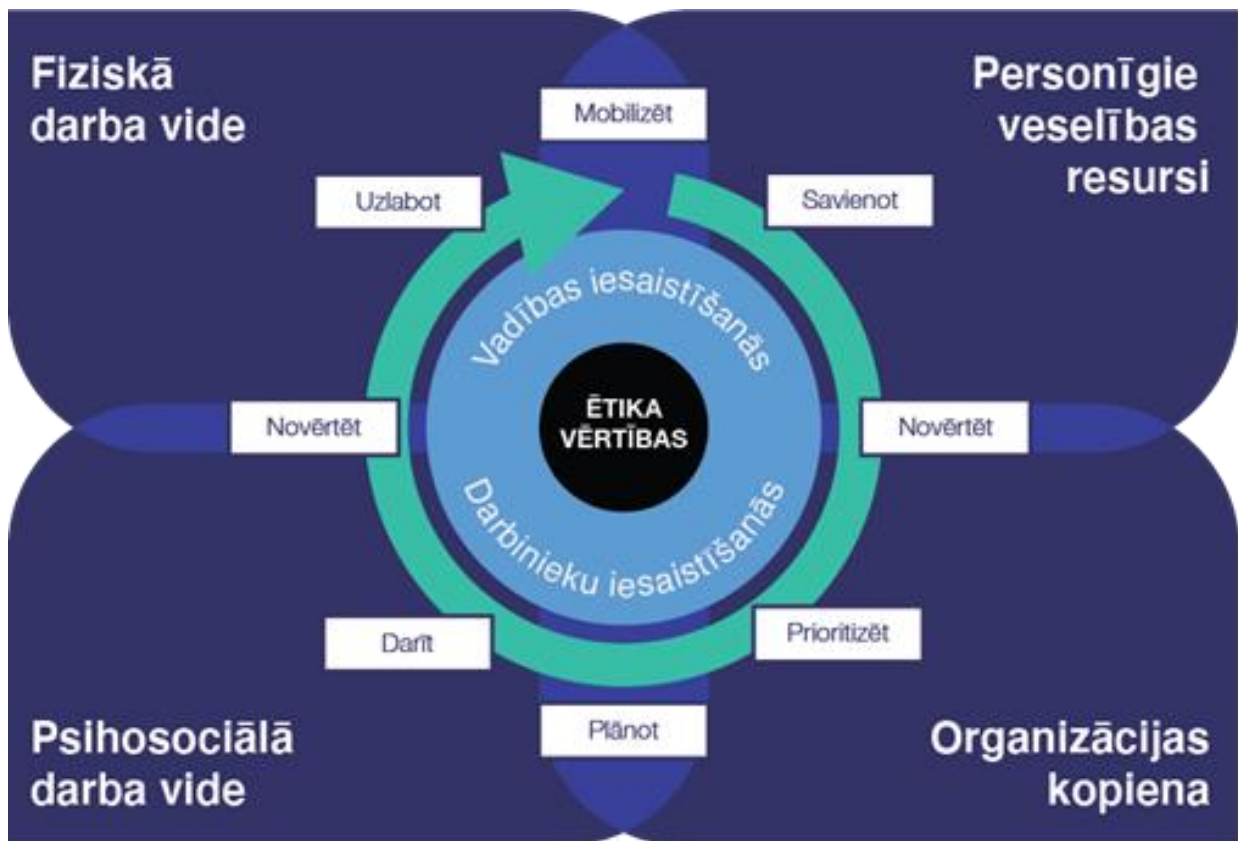 Fiziskā
darba vide
Personīgie
veselības
resursi
Mobilizēt
Uzlabot
Savienot
Vadības iesaistīšanās
ĒTIKA
VĒRTĪBAS
Novērtēt
Novērtēt
Darbinieku iesaistīšanās
Darīt
Prioritizēt
Plānot
Psihosociālā
darba vide
Organizācijas
kopiena